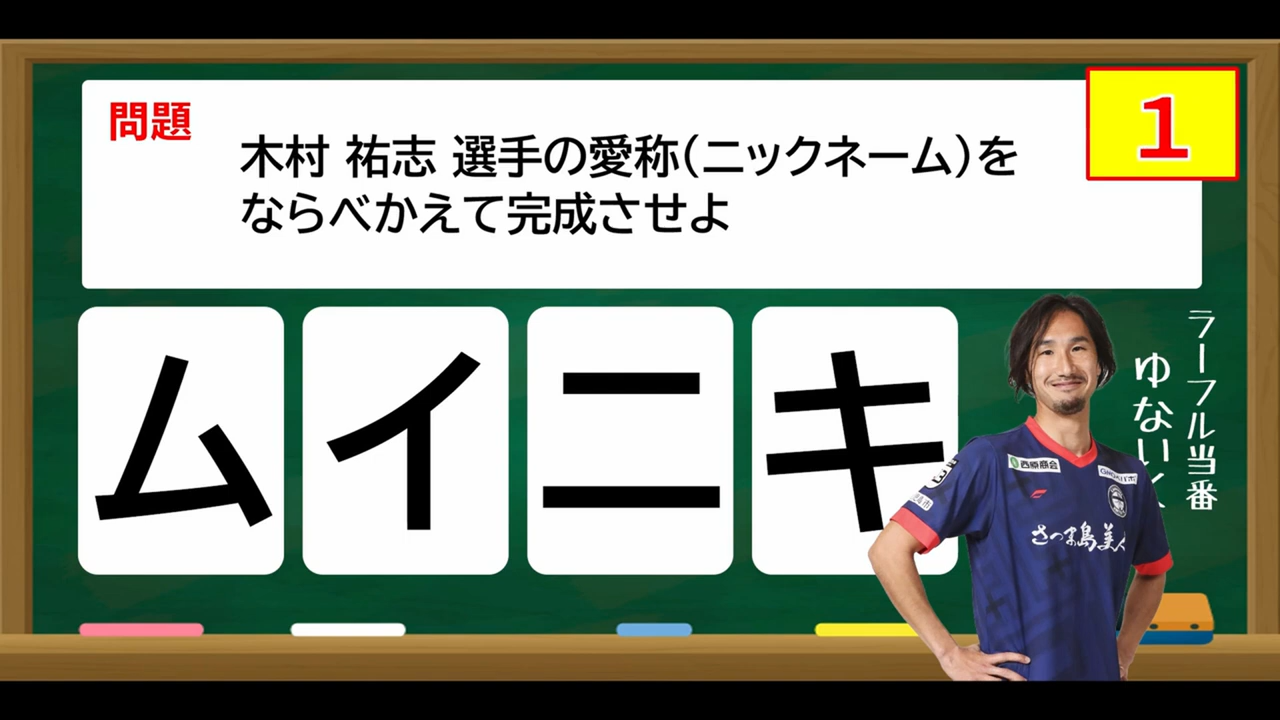 問題
1
木村 祐志 選手の愛称(ニックネーム)を
ならべかえて完成させよ
ム
イ
ニ
キ
ラーフル当番
ゆないく
西原商会
さつま島美人